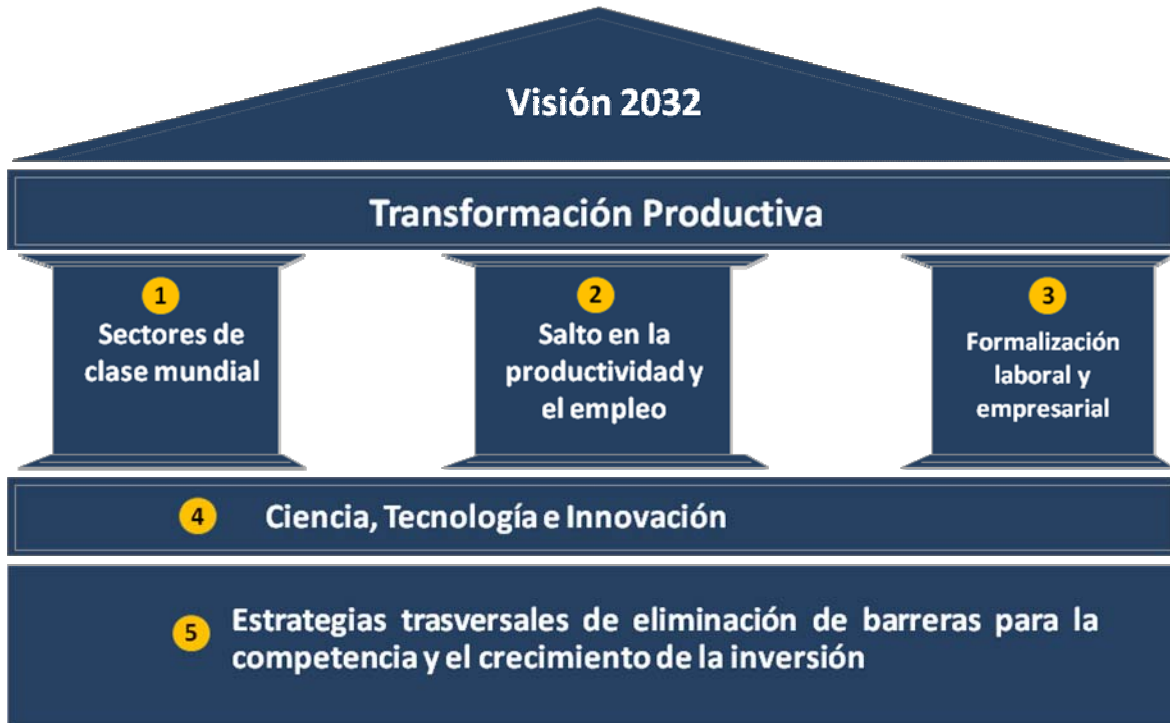 Visión 2032
Transformación Productiva
1
Sectores de
clase mundial
2
Salto en la
productividad y
el empleo
3
Formalización
laboral y
empresarial
4 Ciencia, Tecnología e Innovación
5 Estrategias trasversales de eliminación de barreras para la
competencia y el crecimiento de la inversión